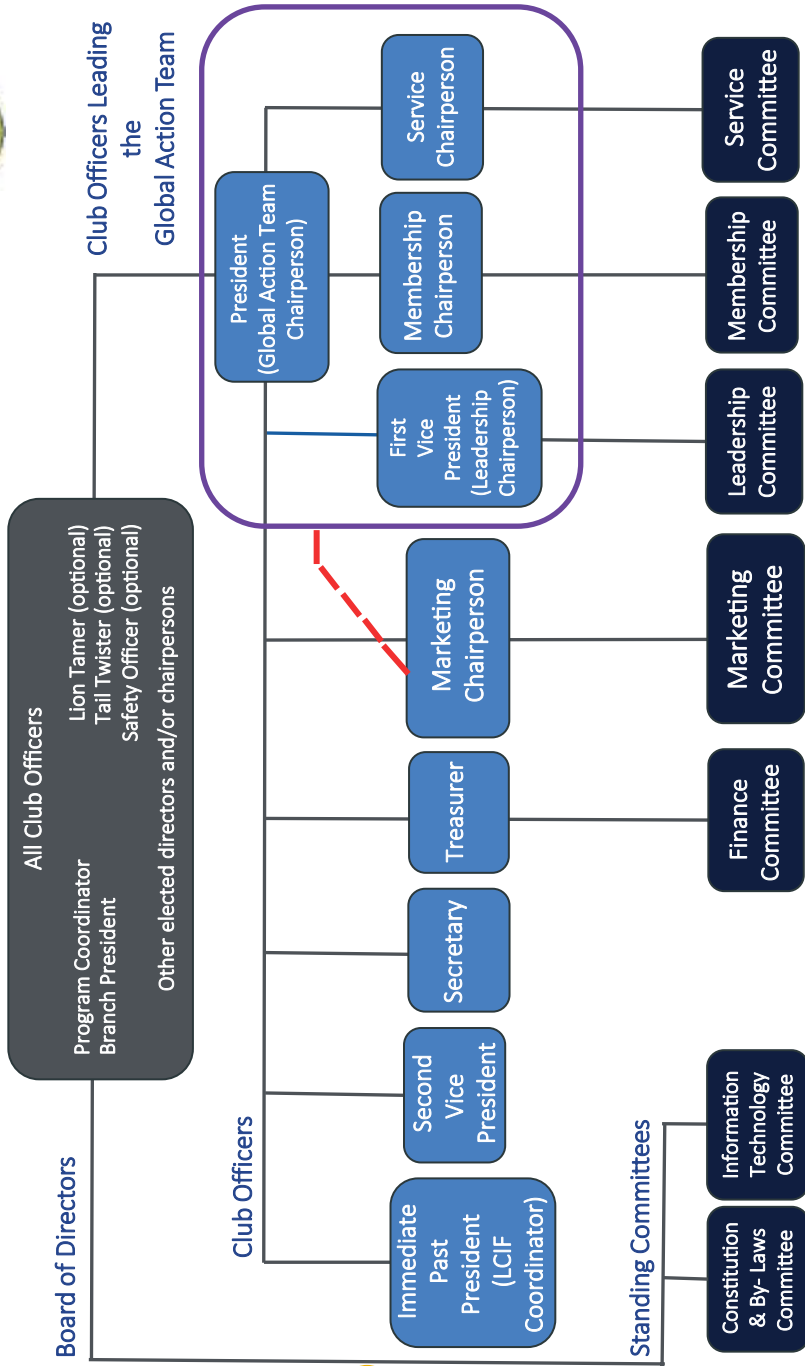 Board of Directors
All Club Officers
Program Coordinator
Branch President
Lion Tamer (optional)
Tail Twister (optional)
Safety Officer (optional)
Other elected directors and/or chairpersons
Club Officers Leading
the
Global Action Team
Club Officers
President
(Global Action Team
Chairperson)
Immediate
Past
President
(LCIF
Coordinator)
Second
Vice
President
Secretary
Treasurer
Marketing
Chairperson
First
Vice
President
(Leadership
Chairperson)
Membership
Chairperson
Service
Chairperson
Standing Committees
Constitution
& By- Laws
Committee
Information
Technology
Committee
Finance
Committee
Marketing
Committee
Leadership
Committee
Membership
Committee
Service
Committee